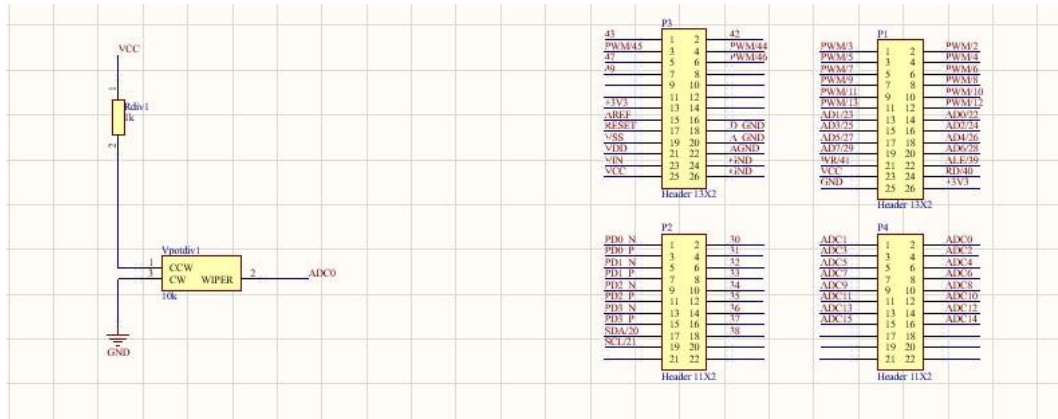 VCC
1
Rdiv1
1k
2
Vpotdiv1
1 CCW
3 CW WIPER 2 ADC0
10k
GND
P3
43 1 2 42
PWM/45 3 4 PWM/44
47 5 6 PWM/46
7 8
9 10
11 12
+3V3 13 14
AREF 15 16
RESET 17 18 D_GND
VSS 19 20 A_GND
VDD 21 22 AGND
VIN 23 24 GND
VCC 25 26 GND
Header 13X2
P1
PWM/3 1 2 PWM/2
PWM/5 3 4 PWM/4
PWM/7 5 6 PWM/6
PWM/9 7 8 PWM/8
PWM/11 9 10 PWM/10
PWM/13 11 12 PWM/12
AD1/23 13 14 AD0/22
AD3/25 15 16 AD2/24
AD5/27 17 18 AD4/26
AD7/29 19 20 AD6/28
WR/41 21 22 ALE/39
VCC 23 24 RD/40
GND 25 26 +3V3
Header 13X2
P2
PD0_N 1 2 30
PD0_P 3 4 31
PD1_N 5 6 32
PD1_P 7 8 33
PD2_N 9 10 34
PD2_P 11 12 35
PD3_N 13 14 36
PD3_P 15 16 37
SDA/20 17 18 38
SCL/21 19 20
21 22
Header 11X2
P4
ADC1 1 2 ADC0
ADC3 3 4 ADC2
ADC5 5 6 ADC4
ADC7 7 8 ADC6
ADC9 9 10 ADC8
ADC11 11 12 ADC10
ADC13 13 14 ADC12
ADC15 15 16 ADC14
17 18
19 20
21 22
Header 11X2